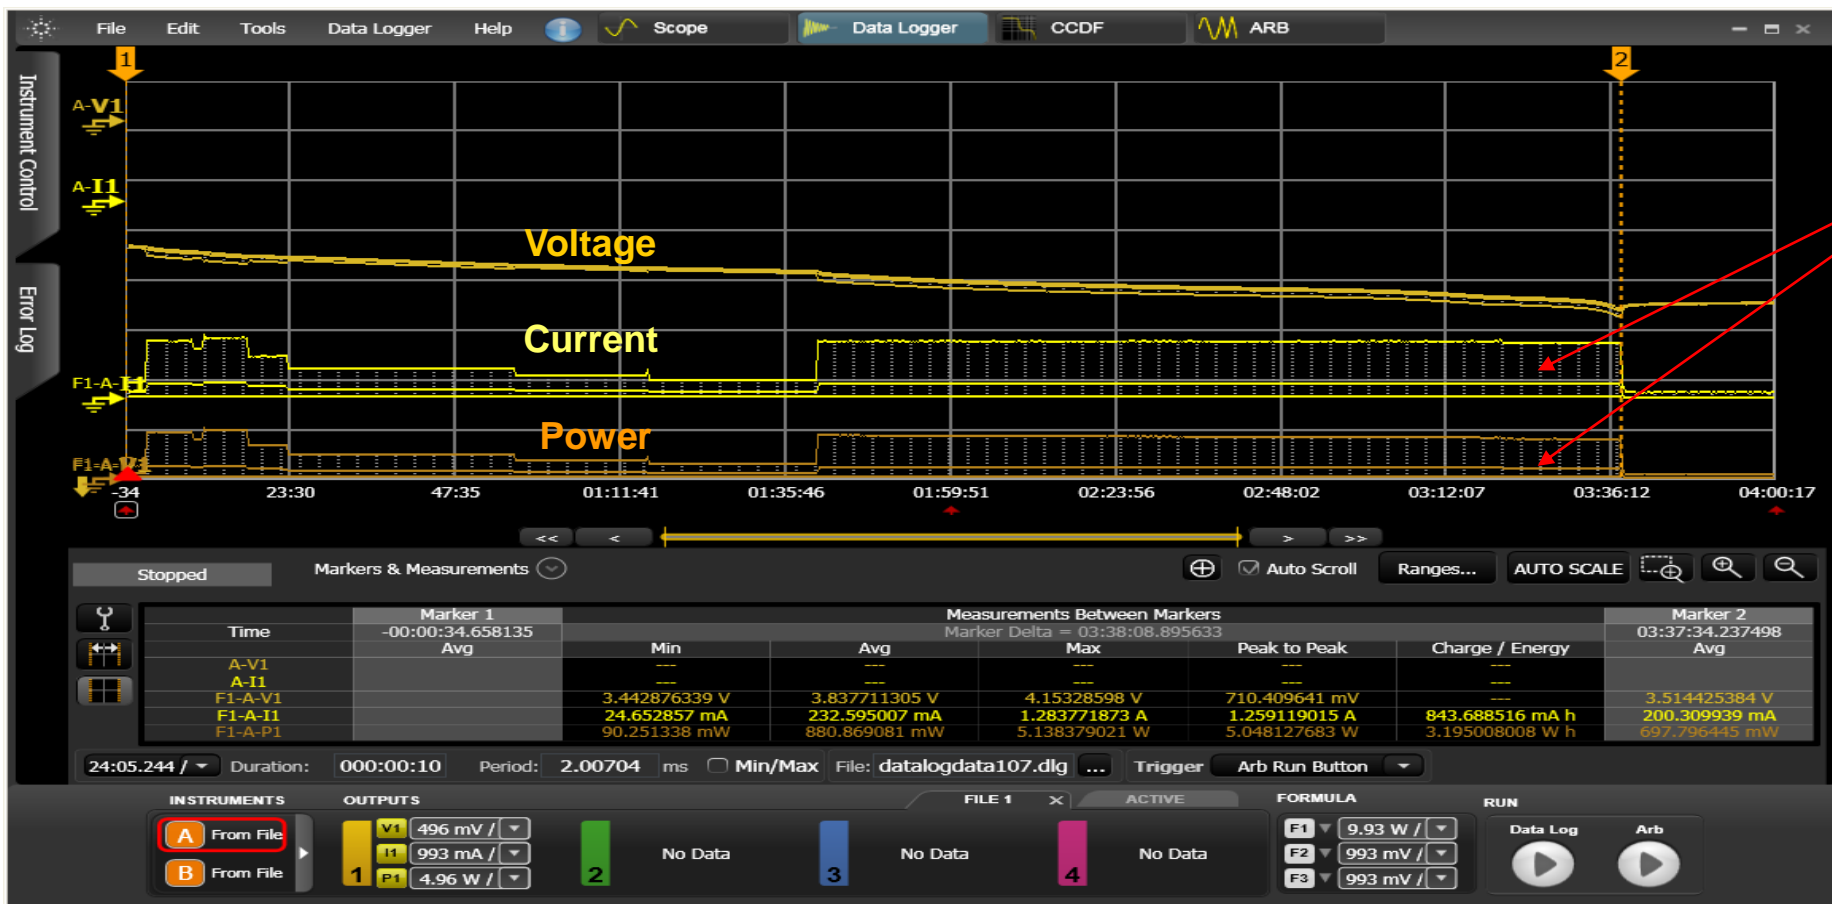 File Edit Tools Data Logger Help Scope Data Logger CCDF ARB
1 2
Instrument Control
Error Log
A-V1
A-I1
Voltage
Current
F1-A-I1
Power
-34 23:30 47:35 01:11:41 01:35:46 01:59:51 02:23:56 02:48:02 03:12:07 03:36:12 04:00:17
<< < > >>
Stopped Markers & Measurements Auto Scroll Ranges... AUTO SCALE
Marker 1 Measurements Between Markers Marker 2
Time -00:00:34.658135 Marker Delta = 03:38:08.895633 03:37:34.237498
Avg Min Avg Max Peak to Peak Charge / Energy Avg
A-V1 --- --- --- --- ---
A-I1 --- --- --- --- ---
F1-A-V1 3.442876339 V 3.837711305 V 4.15328598 V 710.409641 mV --- 3.514425384 V
F1-A-I1 24.652857 mA 232.595007 mA 1.283771873 A 1.259119015 A 843.688516 mA h 200.309939 mA
F1-A-P1 90.251338 mW 880.869081 mW 5.138379021 W 5.048127683 W 3.195008008 W h 697.796445 mW
24:05.244 / Duration: 000:00:10 Period: 2.00704 ms Min/Max File: datalogdata107.dlg ... Trigger Arb Run Button
INSTRUMENTS OUTPUTS FILE 1 X ACTIVE FORMULA RUN
A From File V1 496 mV / F1 9.93 W / Data Log Arb
I1 993 mA / No Data No Data No Data F2 993 mV /
B From File 1 P1 4.96 W / 2 3 4 F3 993 mV /